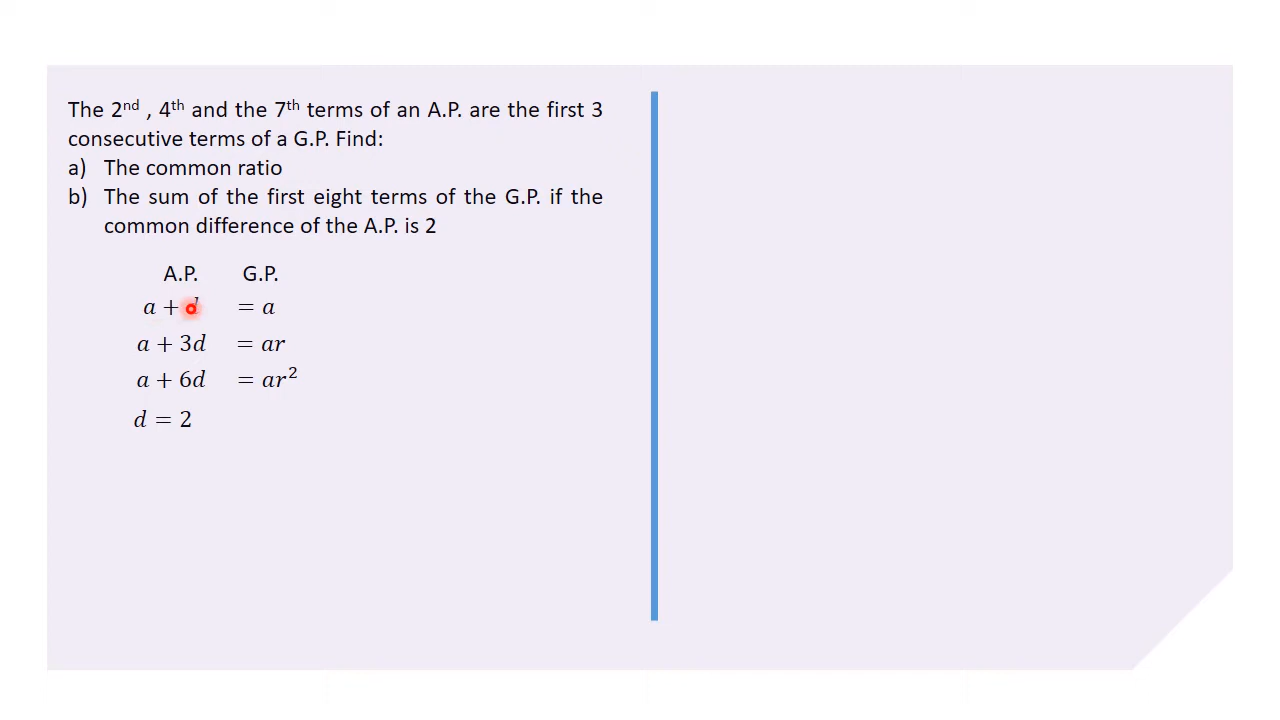 The 2nd , 4th and the 7th terms of an A.P. are the first 3
consecutive terms of a G.P. Find:
a) The common ratio
b) The sum of the first eight terms of the G.P. if the
common difference of the A.P. is 2
A.P. G.P.
a + = a
a + 3d = ar
a + 6d = ar²
d = 2